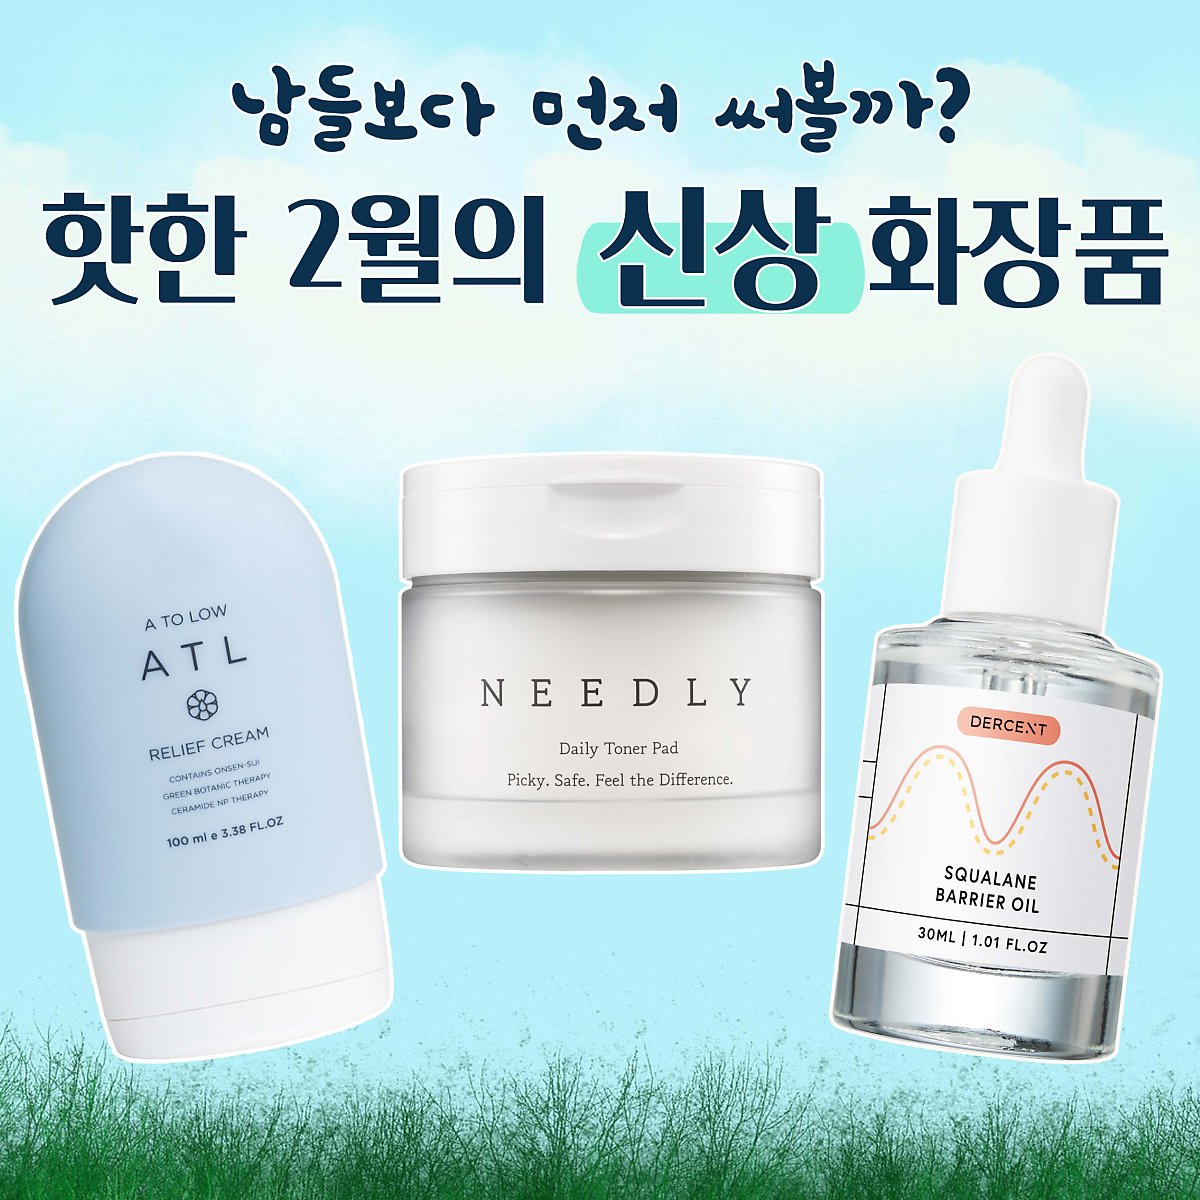 남들보다 먼저 써볼까?
핫한 2월의 신상 화장품
A TO LOW
ATL
RELIEF CREAM
CONTAINS ONSEN-SUI
GREEN BOTANIC THERAPY
CERAMIDE NP THERAPY
100 ml e 3.38 FL.OZ
NEEDLY
Daily Toner Pad
Picky. Safe. Feel the Difference.
DERCENT
SQUALANE
BARRIER OIL
30ML | 1.01 FL.OZ